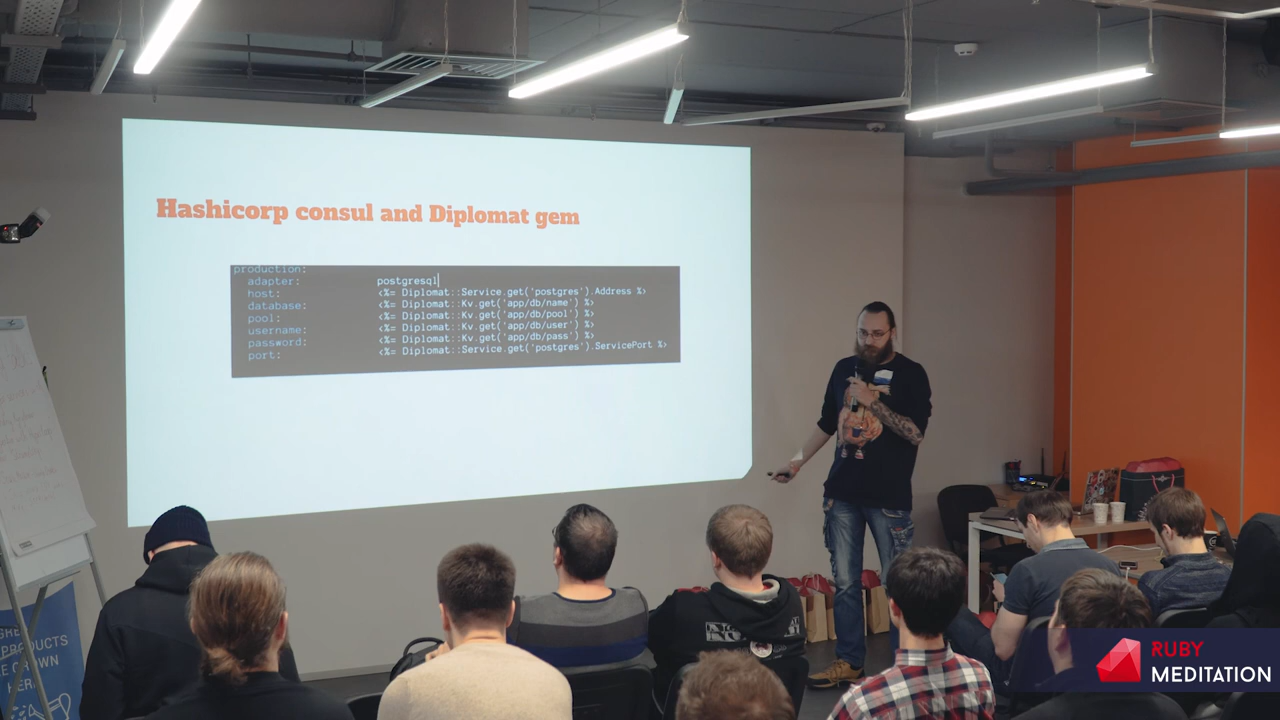 Hashicorp consul and Diplomat gem
production:
adapter: postgresql
host: <%= Diplomat::Service.get('postgres').Address %>
database: <%= Diplomat::Kv.get('app/db/name') %>
pool: <%= Diplomat::Kv.get('app/db/pool') %>
username: <%= Diplomat::Kv.get('app/db/user') %>
password: <%= Diplomat::Kv.get('app/db/pass') %>
port: <%= Diplomat::Service.get('postgres').ServicePort %>
PRODUCTS
RUBY
MEDITATION